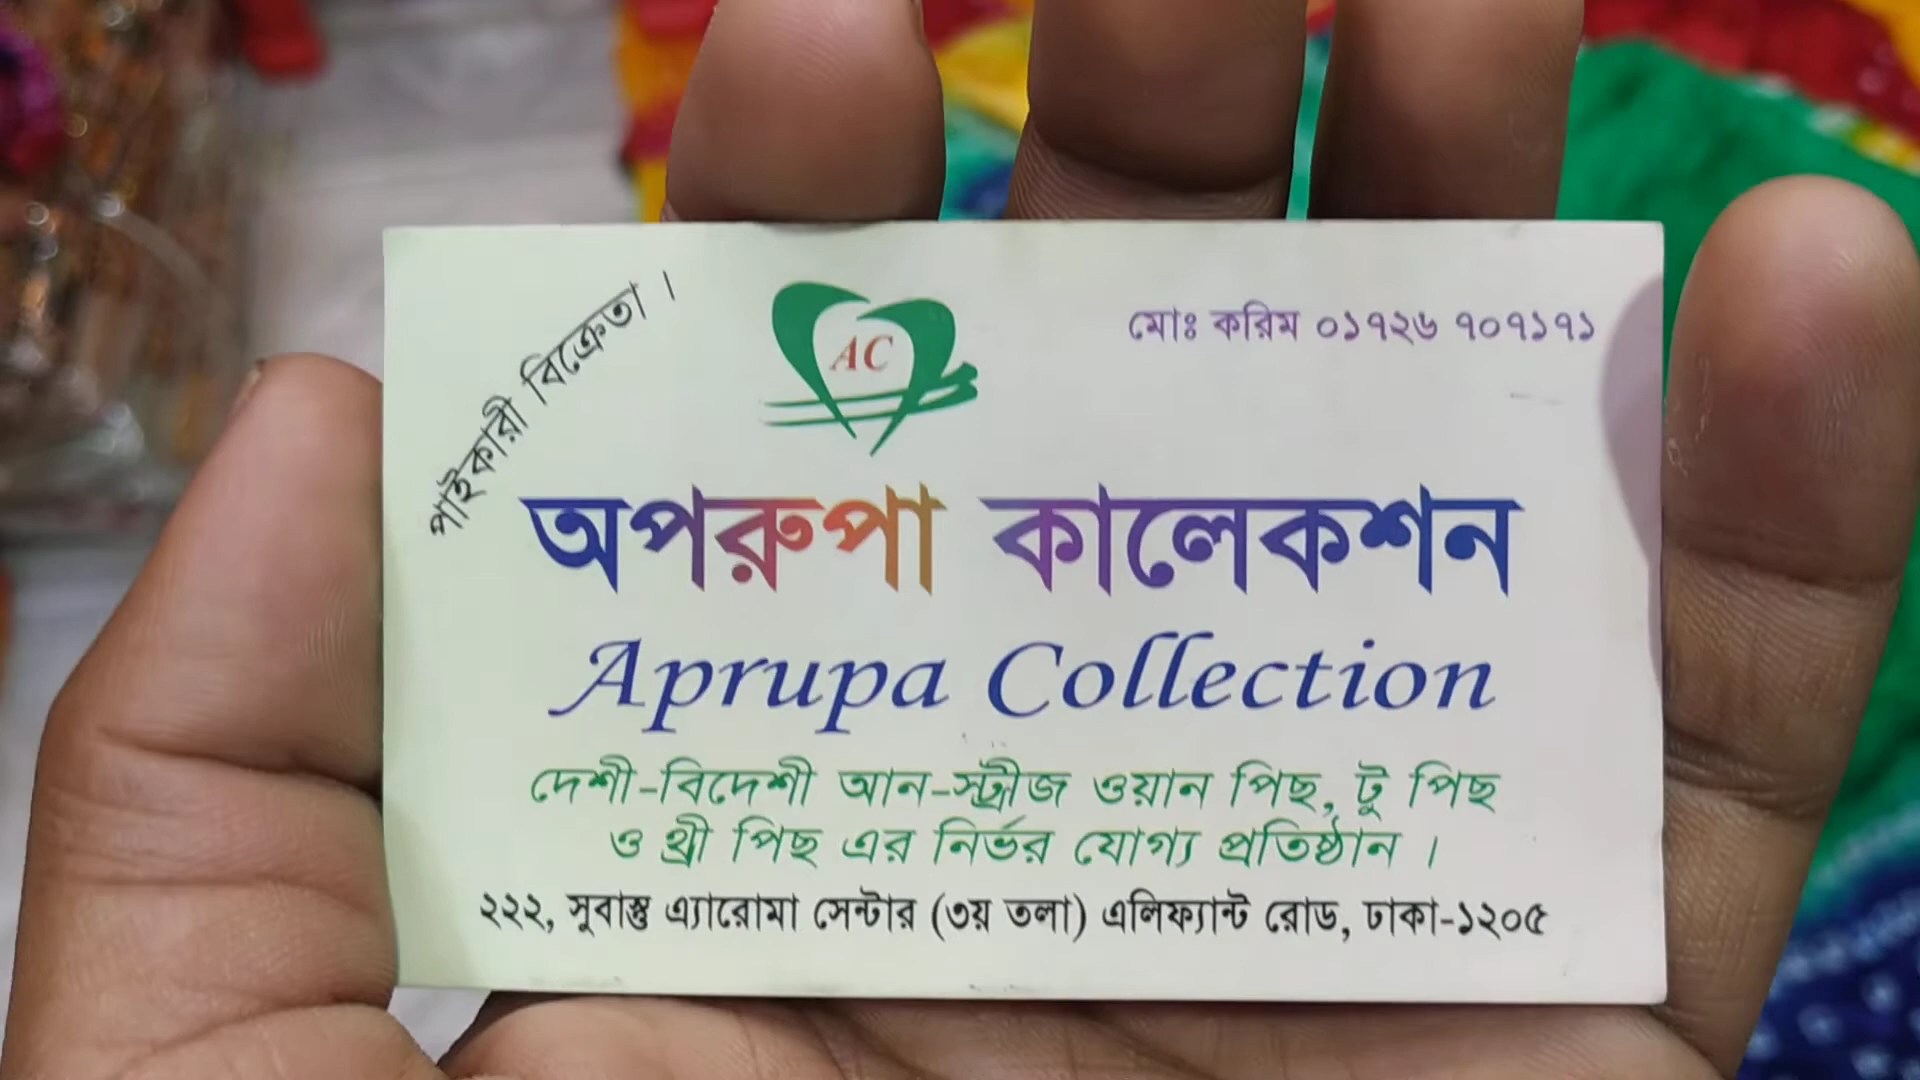 পাইকারী বিক্রেতা ।
AC
মোঃ করিম ০১৭২৬ ৭০৭১৭১
অপরুপা কালেকশন
Aprupa Collection
দেশী-বিদেশী আন-স্ট্রীজ ওয়ান পিছ, টু পিছ
ও থ্রী পিছ এর নির্ভর যোগ্য প্রতিষ্ঠান ।
২২২, সুবাস্তু এ্যারোমা সেন্টার (৩য় তলা) এলিফ্যান্ট রোড, ঢাকা-১২০৫